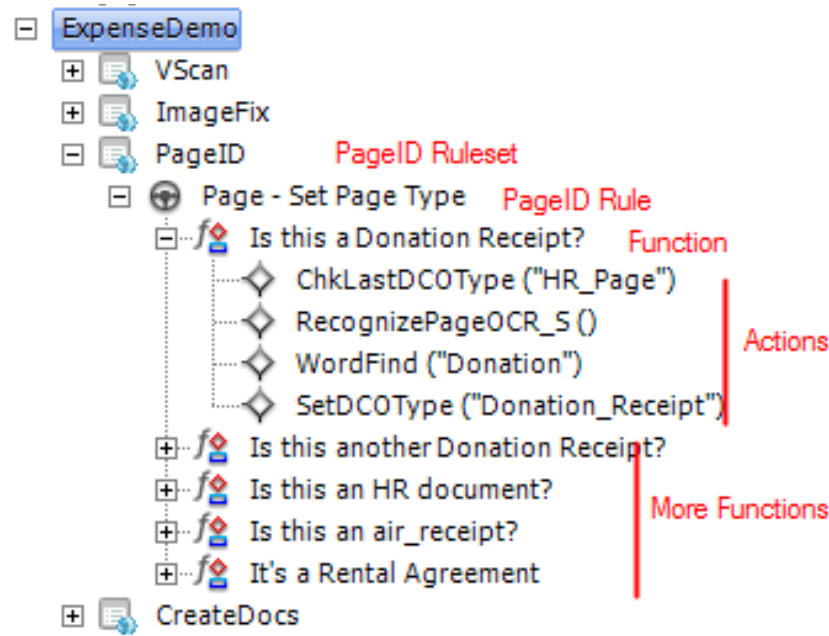 ExpenseDemo
VScan
ImageFix
PageID PageID Ruleset
Page - Set Page Type PageID Rule
Is this a Donation Receipt? Function
ChkLastDCOType ("HR_Page")
RecognizePageOCR_S ()
Actions
WordFind ("Donation")
SetDCOType ("Donation_Receipt")
Is this another Donation Receipt?
Is this an HR document?
More Functions
Is this an air_receipt?
It's a Rental Agreement
CreateDocs